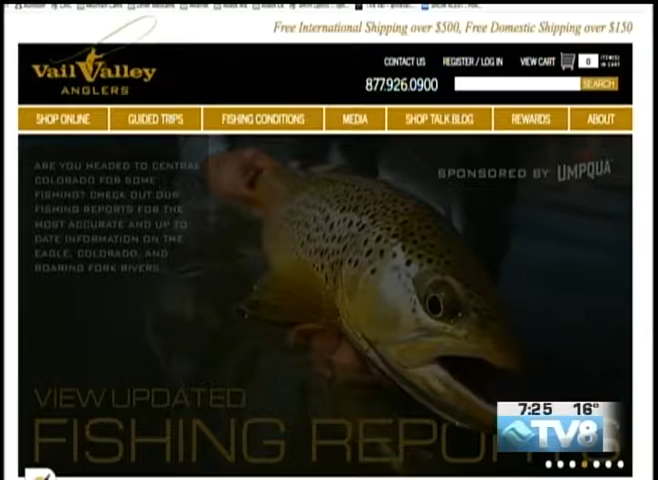 Free International Shipping over $500, Free Domestic Shipping over $150
Vail Valley
ANGLERS
CONTACT US REGISTER / LOG IN VIEW CART 0 ITEM(S) IN CART
877.926.0900 SEARCH
SHOP ONLINE GUIDED TRIPS FISHING CONDITIONS MEDIA SHOP TALK BLOG REWARDS ABOUT
ARE YOU HEADED TO CENTRAL
COLORADO FOR SOME
FISHING? CHECK OUT OUR
FISHING REPORTS FOR THE
MOST ACCURATE AND UP TO
DATE INFORMATION ON THE
EAGLE, COLORADO, AND
ROARING FORK RIVERS
SPONSORED BY UMPQUA
VIEW UPDATED
FISHING REPORTS
7:25 16°
TV8